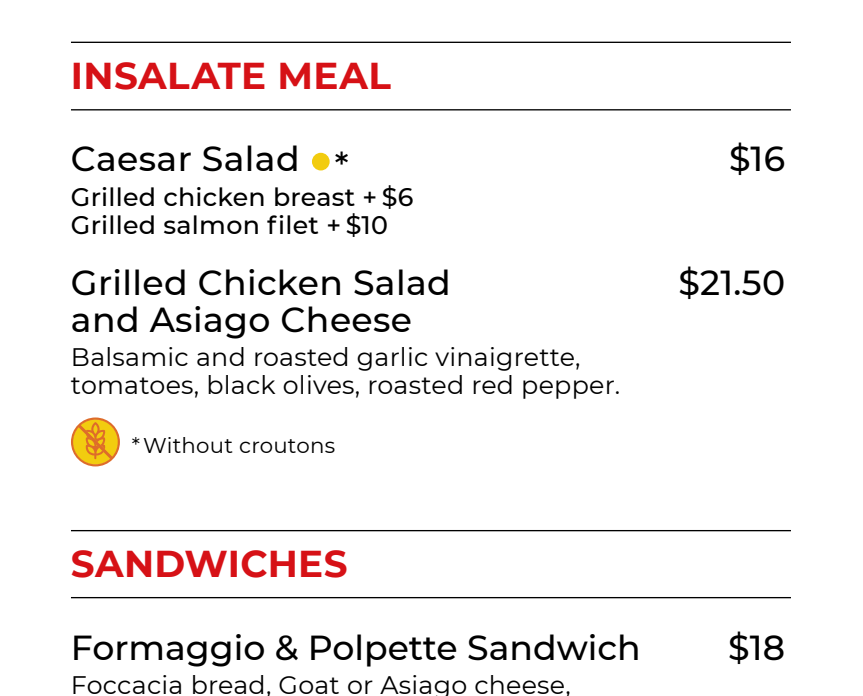 INSALATE MEAL
Caesar Salad * $16
Grilled chicken breast + $6
Grilled salmon filet + $10
Grilled Chicken Salad $21.50
and Asiago Cheese
Balsamic and roasted garlic vinaigrette,
tomatoes, black olives, roasted red pepper.
*Without croutons
SANDWICHES
Formaggio & Polpette Sandwich $18
Foccacia bread, Goat or Asiago cheese,